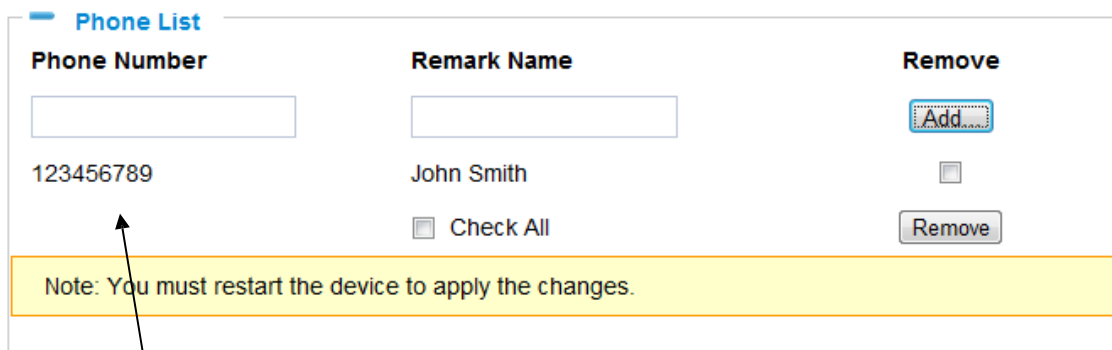 Phone List
Phone Number Remark Name Remove
Add...
123456789 John Smith
Check All Remove
Note: You must restart the device to apply the changes.